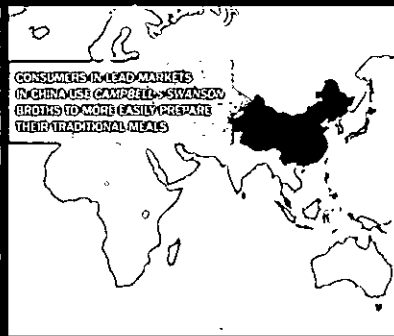 CONSUMERS IN LEAD MARKETS
IN CHINA USE CAMPBELL'S SWANSON
BROTHS TO MORE EASILY PREPARE
THEIR TRADITIONAL MEALS